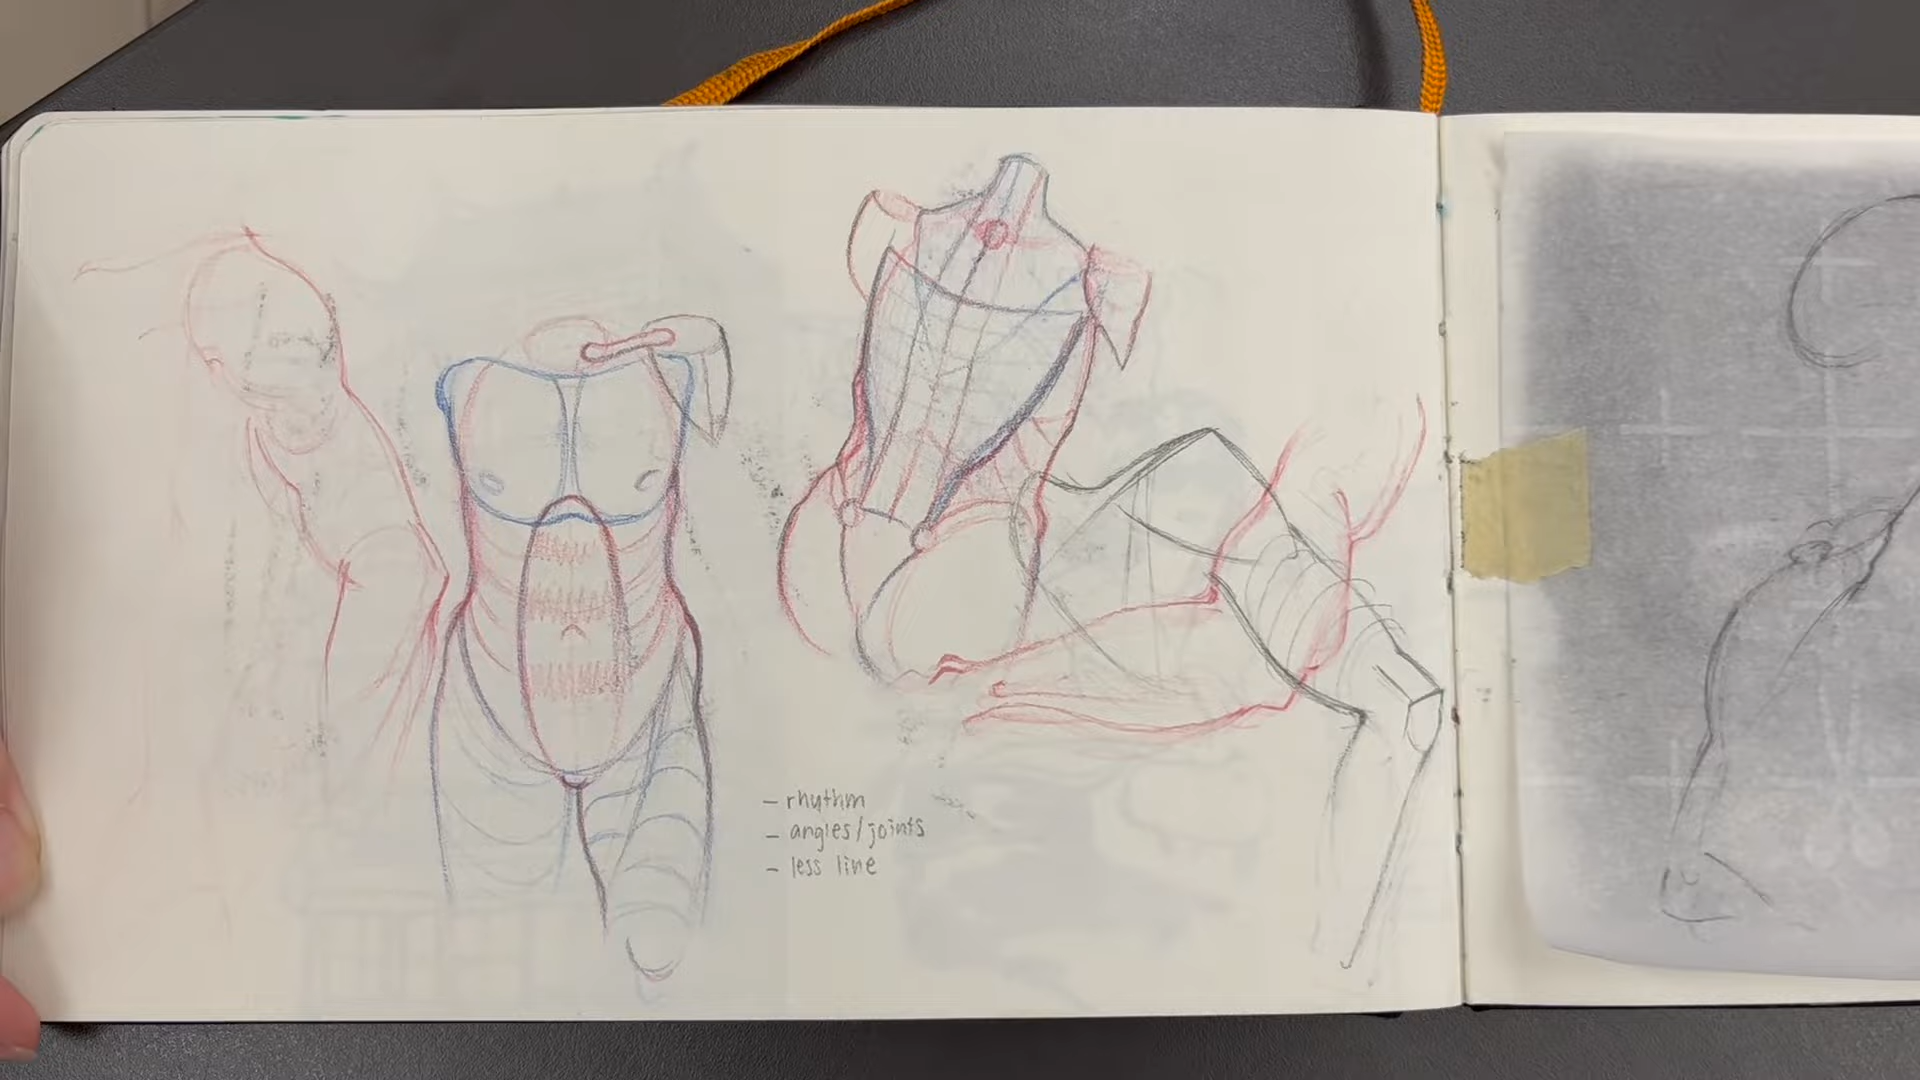 – rhythm
– angles/joints
– less line